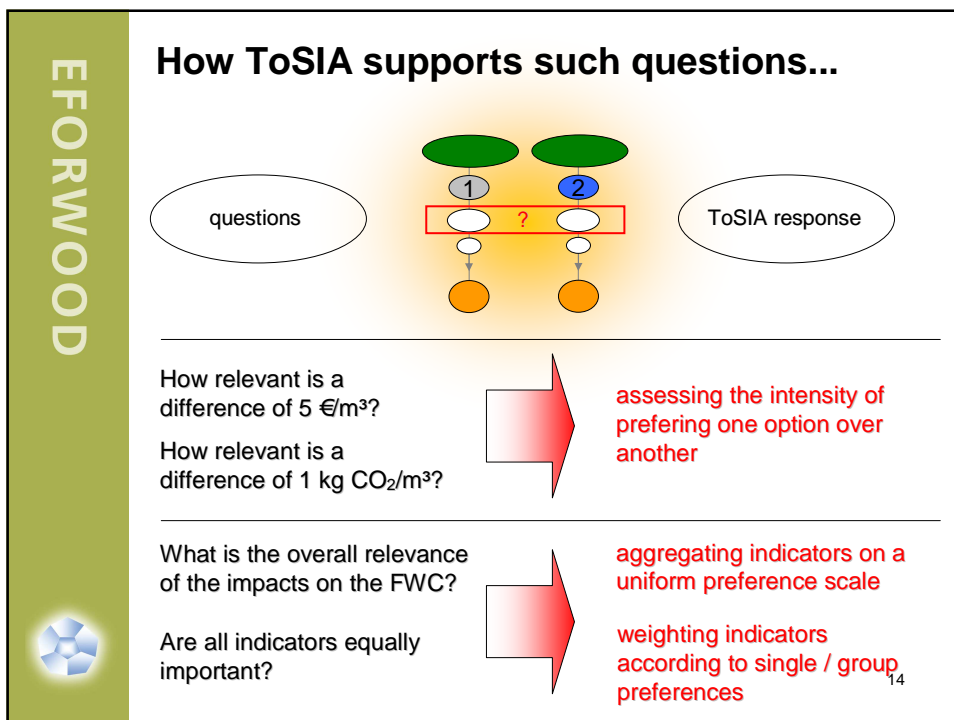 EFORWOOD
How ToSIA supports such questions...
questions
1
2
?
ToSIA response
How relevant is a
difference of 5 €/m³?
How relevant is a
difference of 1 kg CO₂/m³?
assessing the intensity of
prefering one option over
another
What is the overall relevance
of the impacts on the FWC?
Are all indicators equally
important?
aggregating indicators on a
uniform preference scale
weighting indicators
according to single / group
preferences
14